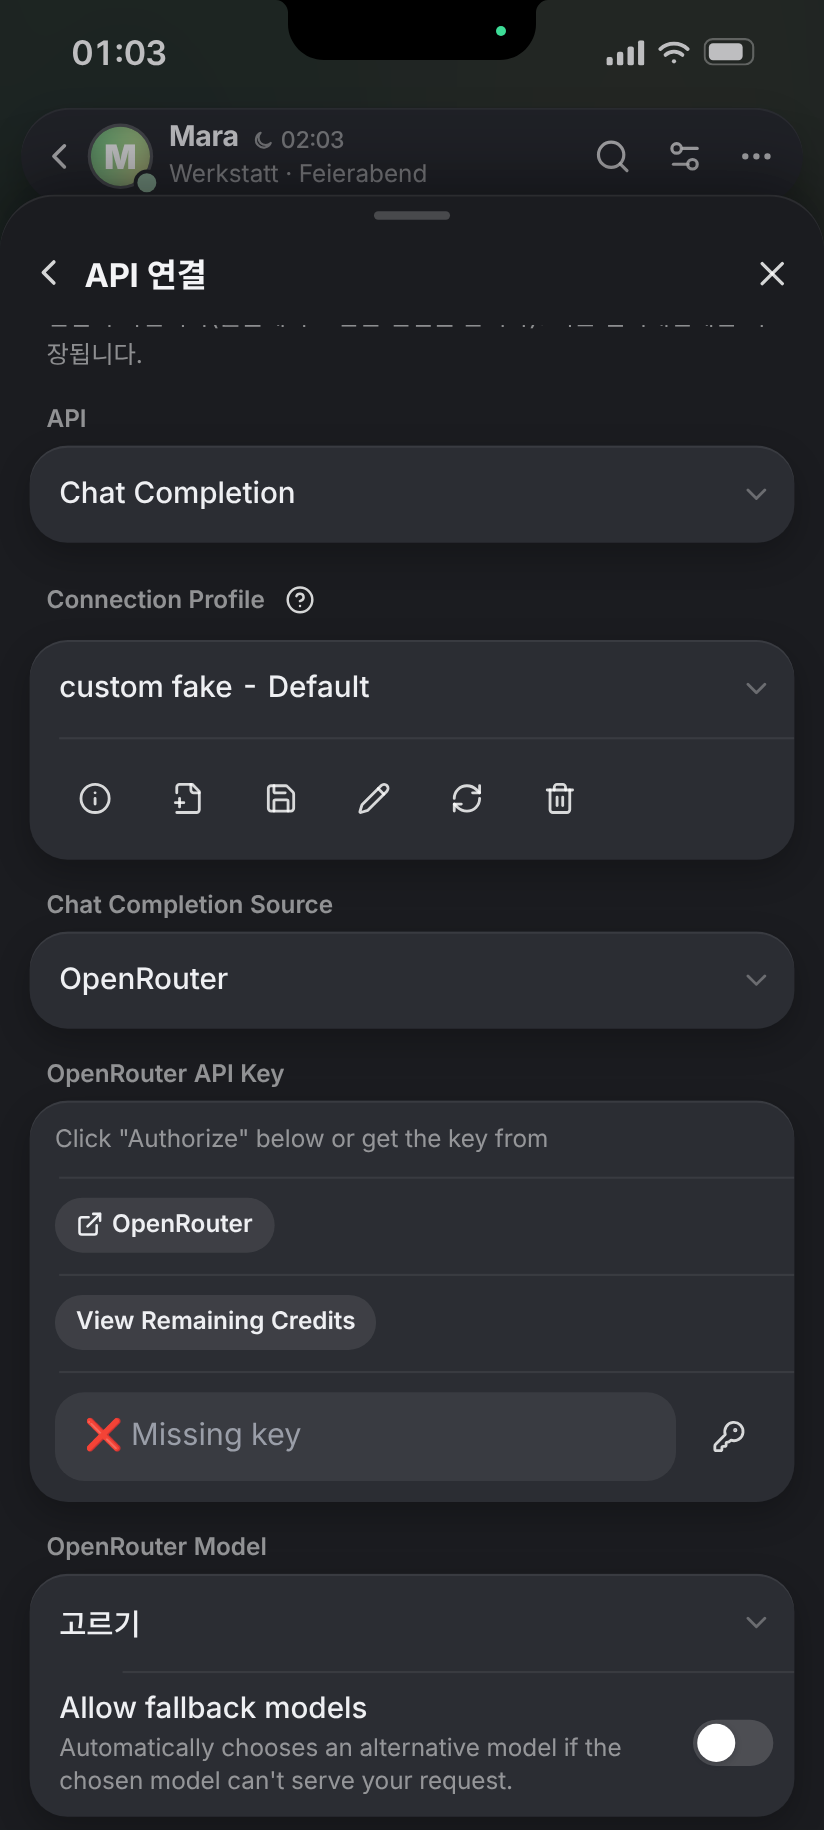 01:03
Mara 02:03
M
Werkstatt · Feierabend
API 연결
장됩니다.
API
Chat Completion
Connection Profile
custom fake - Default
Chat Completion Source
OpenRouter
OpenRouter API Key
Click "Authorize" below or get the key from
OpenRouter
View Remaining Credits
❌ Missing key
OpenRouter Model
고르기
Allow fallback models
Automatically chooses an alternative model if the
chosen model can't serve your request.